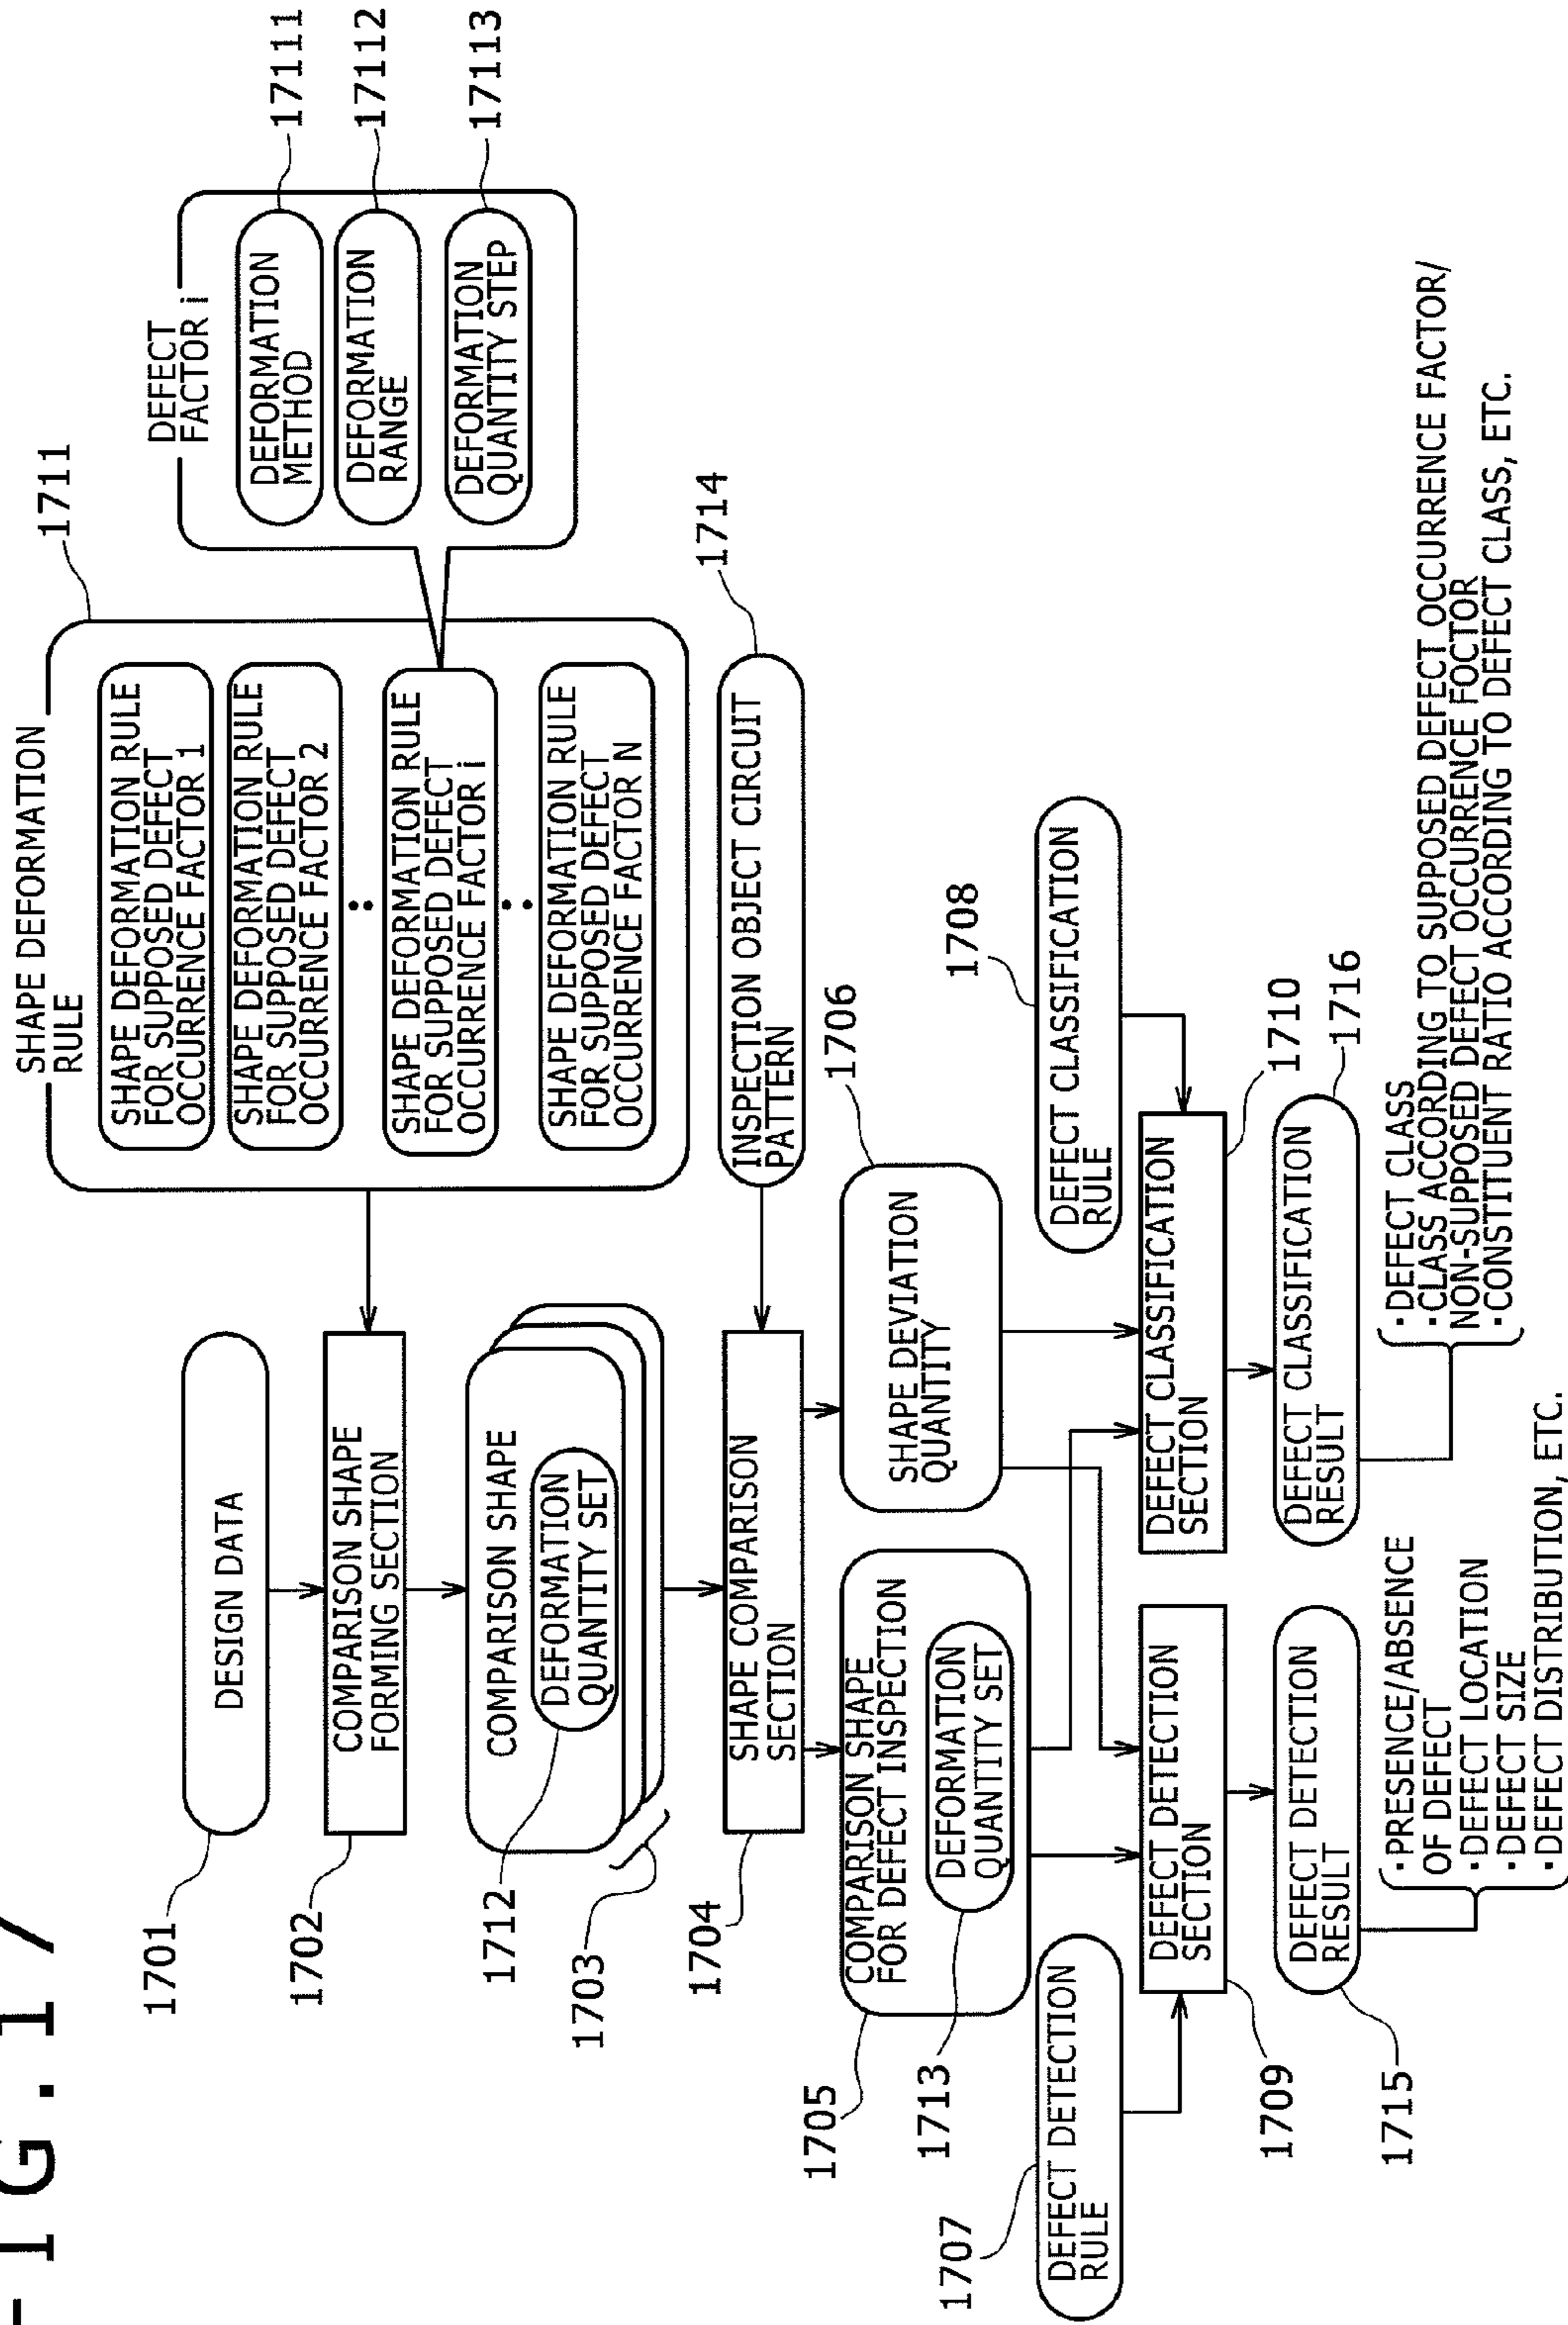 FIG.17
SHAPE DEFORMATION
RULE
1711
SHAPE DEFORMATION RULE
FOR SUPPOSED DEFECT
OCCURRENCE FACTOR 1
SHAPE DEFORMATION RULE
FOR SUPPOSED DEFECT
OCCURRENCE FACTOR 2
SHAPE DEFORMATION RULE
FOR SUPPOSED DEFECT
OCCURRENCE FACTOR i
SHAPE DEFORMATION RULE
FOR SUPPOSED DEFECT
OCCURRENCE FACTOR N
DEFECT
FACTOR i
DEFORMATION
METHOD
17111
DEFORMATION
RANGE
17112
DEFORMATION
QUANTITY STEP
17113
1701
DESIGN DATA
1702
COMPARISON SHAPE
FORMING SECTION
1712
COMPARISON SHAPE
DEFORMATION
QUANTITY SET
1703
1704
SHAPE COMPARISON
SECTION
INSPECTION OBJECT CIRCUIT
PATTERN
1714
1705
COMPARISON SHAPE
FOR DEFECT INSPECTION
1713
DEFORMATION
QUANTITY SET
SHAPE DEVIATION
QUANTITY
1706
1707
DEFECT DETECTION
RULE
DEFECT CLASSIFICATION
RULE
1708
1709
DEFECT DETECTION
SECTION
DEFECT CLASSIFICATION
SECTION
1710
1715
DEFECT DETECTION
RESULT
DEFECT CLASSIFICATION
RESULT
1716
·PRESENCE/ABSENCE
OF DEFECT
·DEFECT LOCATION
·DEFECT SIZE
·DEFECT DISTRIBUTION, ETC.
·DEFECT CLASS
·CLASS ACCORDING TO SUPPOSED DEFECT OCCURRENCE FACTOR/
NON-SUPPOSED DEFECT OCCURRENCE FOCTOR
·CONSTITUENT RATIO ACCORDING TO DEFECT CLASS, ETC.